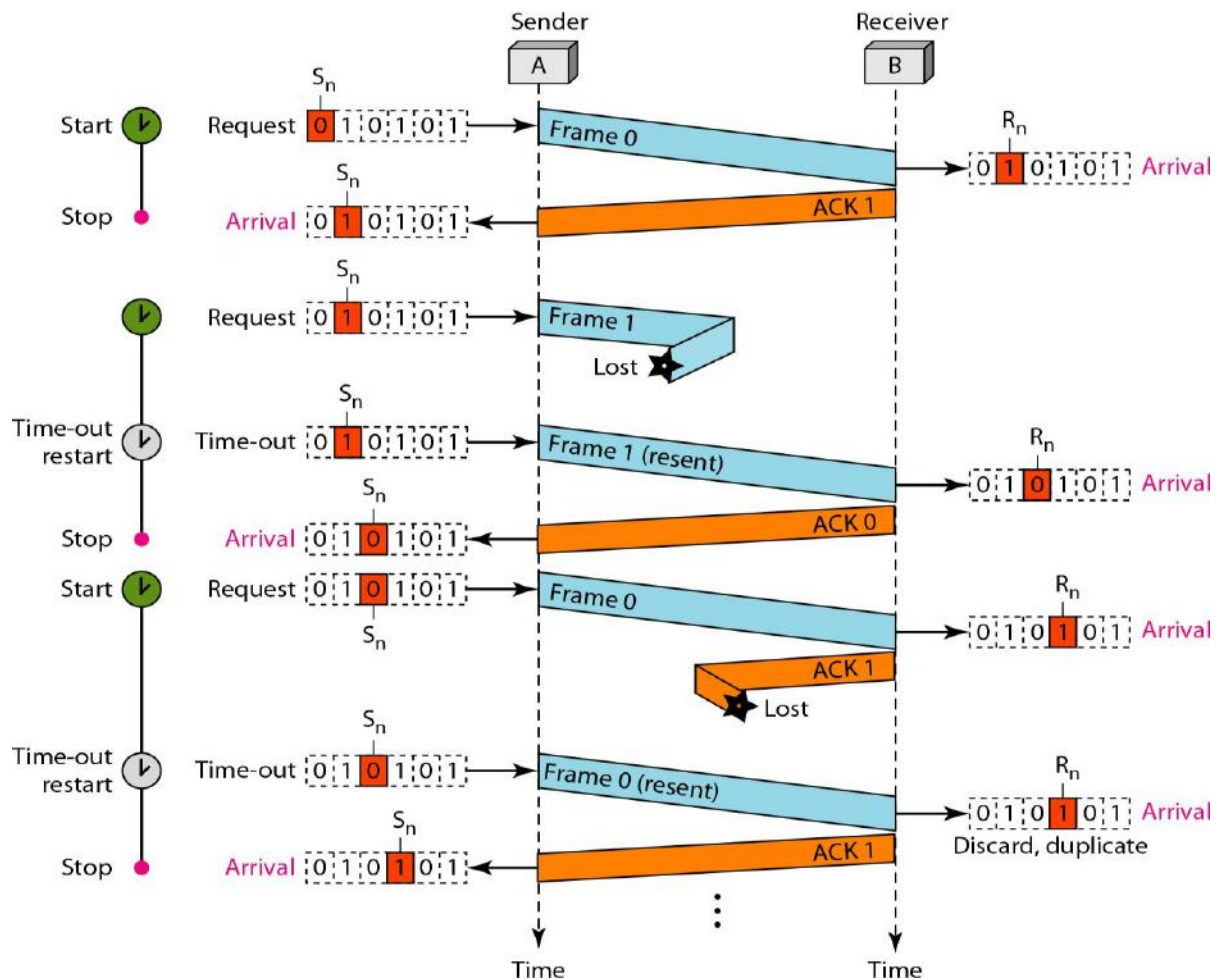 Sender Receiver
A B
Sn
Start Request 0 1 0 1 0 1 Frame 0
Rn
0 1 0 1 0 1 Arrival
Sn
Stop Arrival 0 1 0 1 0 1 ACK 1
Sn
Request 0 1 0 1 0 1 Frame 1
Lost
Sn
Time-out
restart
Time-out 0 1 0 1 0 1 Frame 1 (resent)
Rn
0 1 0 1 0 1 Arrival
Sn
Stop Arrival 0 1 0 1 0 1 ACK 0
Start Request 0 1 0 1 0 1 Frame 0
Sn
Rn
0 1 0 1 0 1 Arrival
ACK 1
Lost
Sn
Time-out
restart
Time-out 0 1 0 1 0 1 Frame 0 (resent)
Rn
0 1 0 1 0 1 Arrival
Discard, duplicate
Sn
Stop Arrival 0 1 0 1 0 1 ACK 1
Time Time